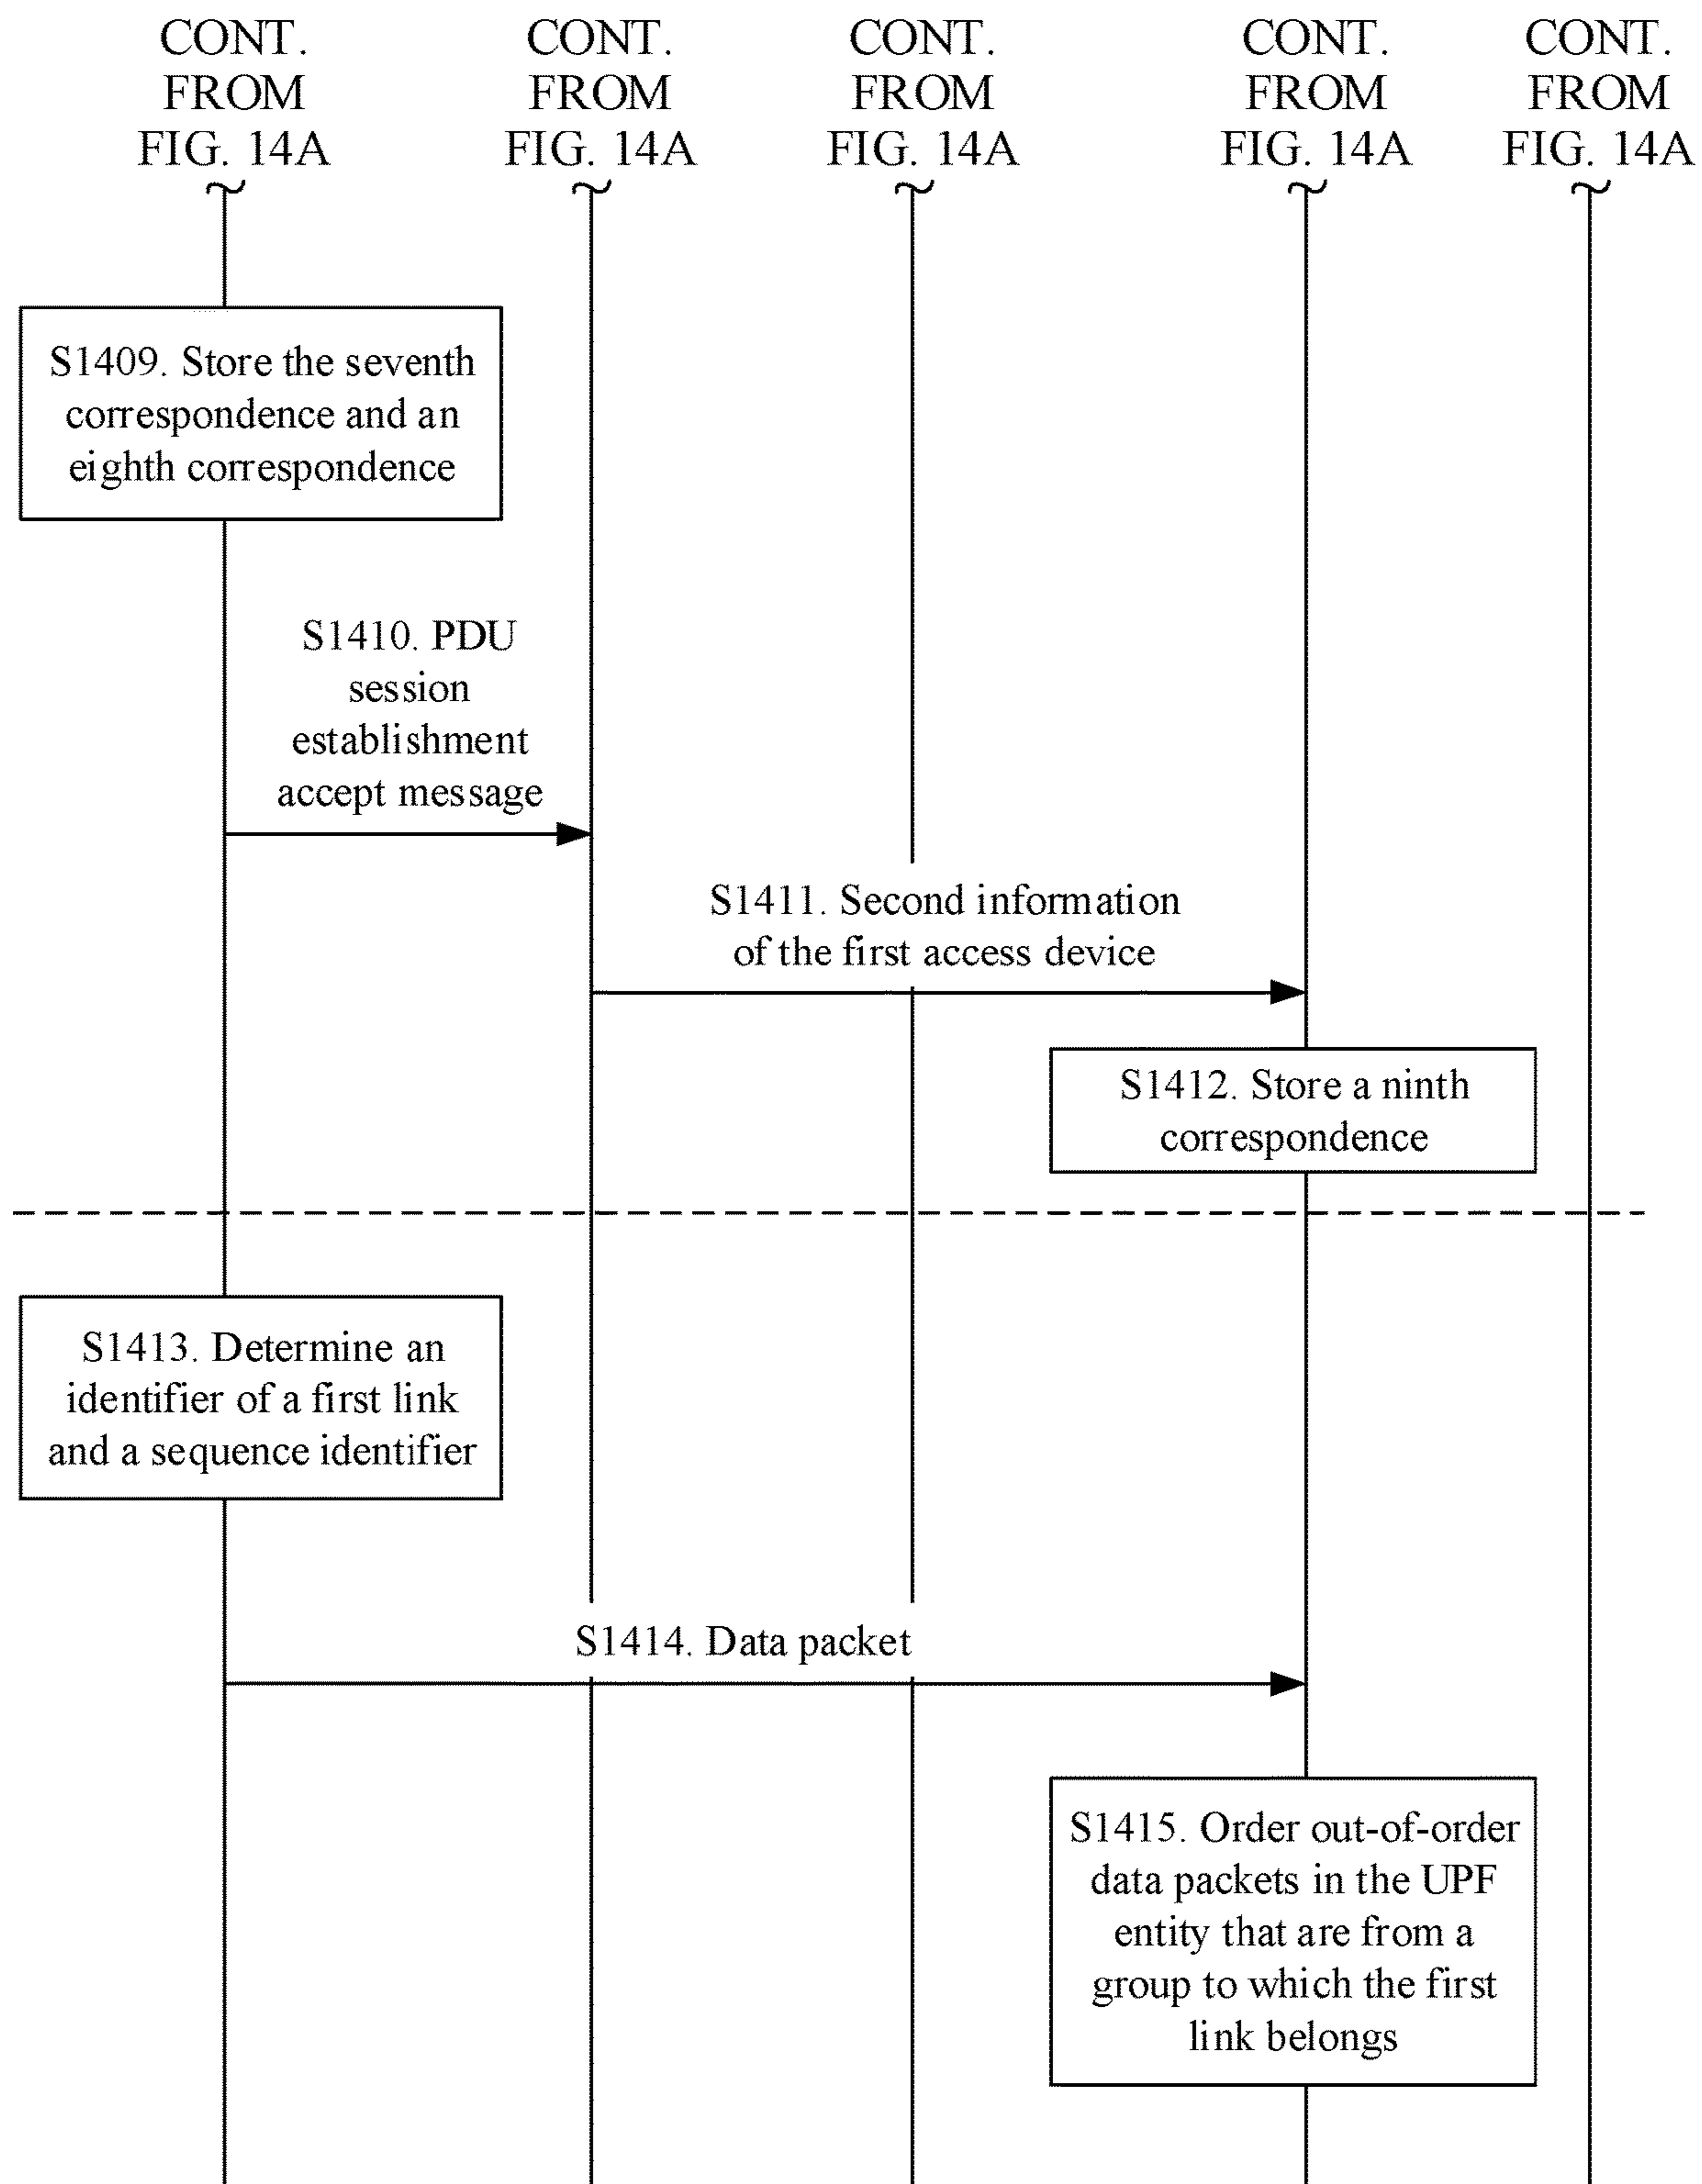 CONT.
FROM
FIG. 14A
CONT.
FROM
FIG. 14A
CONT.
FROM
FIG. 14A
CONT.
FROM
FIG. 14A
CONT.
FROM
FIG. 14A
S1409. Store the seventh
correspondence and an
eighth correspondence
S1410. PDU
session
establishment
accept message
S1411. Second information
of the first access device
S1412. Store a ninth
correspondence
S1413. Determine an
identifier of a first link
and a sequence identifier
S1414. Data packet
S1415. Order out-of-order
data packets in the UPF
entity that are from a
group to which the first
link belongs